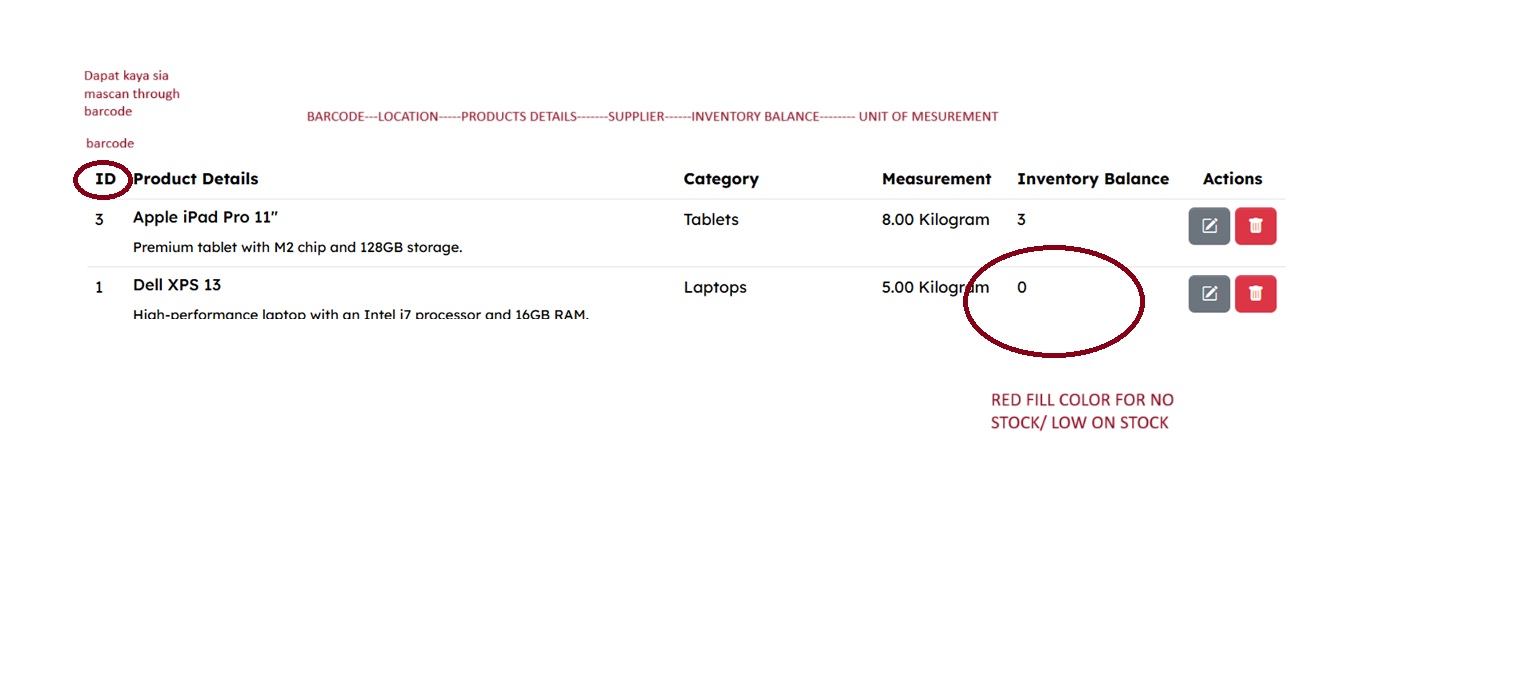 Dapat kaya sia
mascan through
barcode
BARCODE---LOCATION-----PRODUCTS DETAILS-------SUPPLIER------INVENTORY BALANCE-------- UNIT OF MESUREMENT
barcode
ID Product Details Category Measurement Inventory Balance Actions
3 Apple iPad Pro 11" Tablets 8.00 Kilogram 3
Premium tablet with M2 chip and 128GB storage.
1 Dell XPS 13 Laptops 5.00 Kilogram 0
High-performance laptop with an Intel i7 processor and 16GB RAM.
RED FILL COLOR FOR NO
STOCK/ LOW ON STOCK